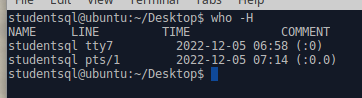 File Edit View Terminal Tabs Help
studentsql@ubuntu:~/Desktop$ who -H
NAME     LINE         TIME             COMMENT
studentsql tty7         2022-12-05 06:58 (:0)
studentsql pts/1        2022-12-05 07:14 (:0.0)
studentsql@ubuntu:~/Desktop$